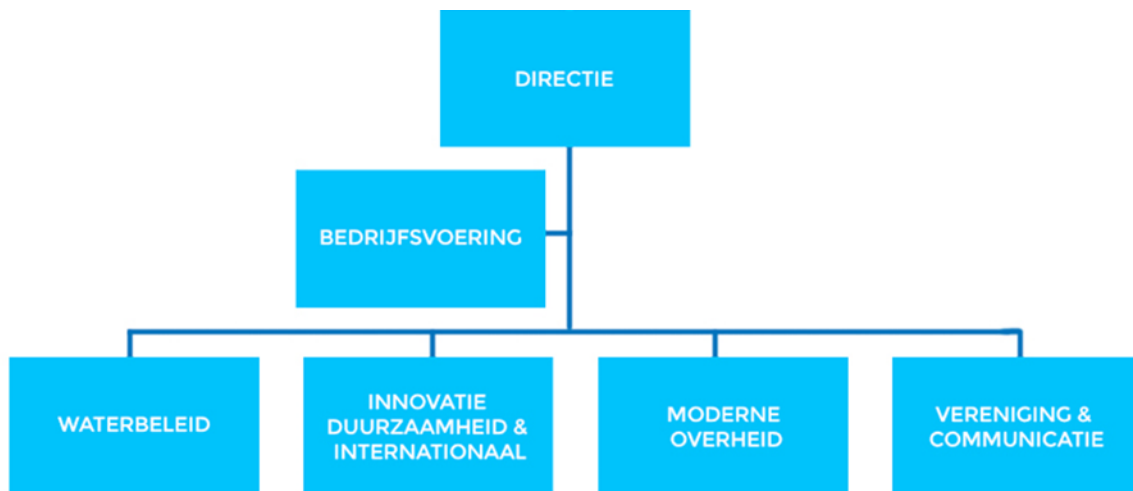 DIRECTIE
BEDRIJFSVOERING
WATERBELEID
INNOVATIE
DUURZAAMHEID &
INTERNATIONAAL
MODERNE
OVERHEID
VERENIGING &
COMMUNICATIE